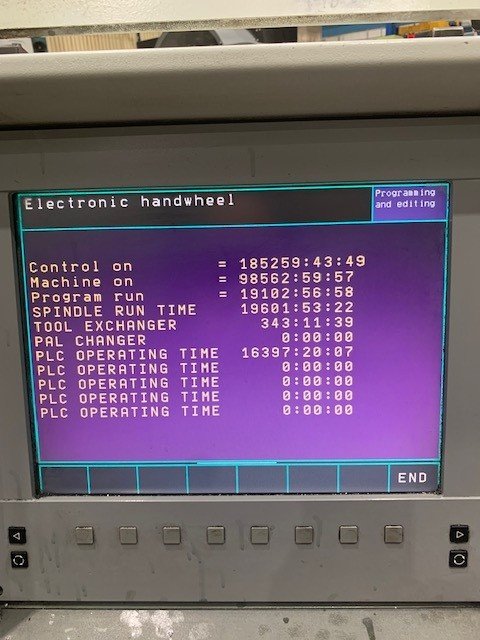 Electronic handwheel
Programming
and editing
Control on = 185259:43:49
Machine on = 98562:59:57
Program run = 19102:56:58
SPINDLE RUN TIME 19601:53:22
TOOL EXCHANGER 343:11:39
PAL CHANGER 0:00:00
PLC OPERATING TIME 16397:20:07
PLC OPERATING TIME 0:00:00
PLC OPERATING TIME 0:00:00
PLC OPERATING TIME 0:00:00
PLC OPERATING TIME 0:00:00
END